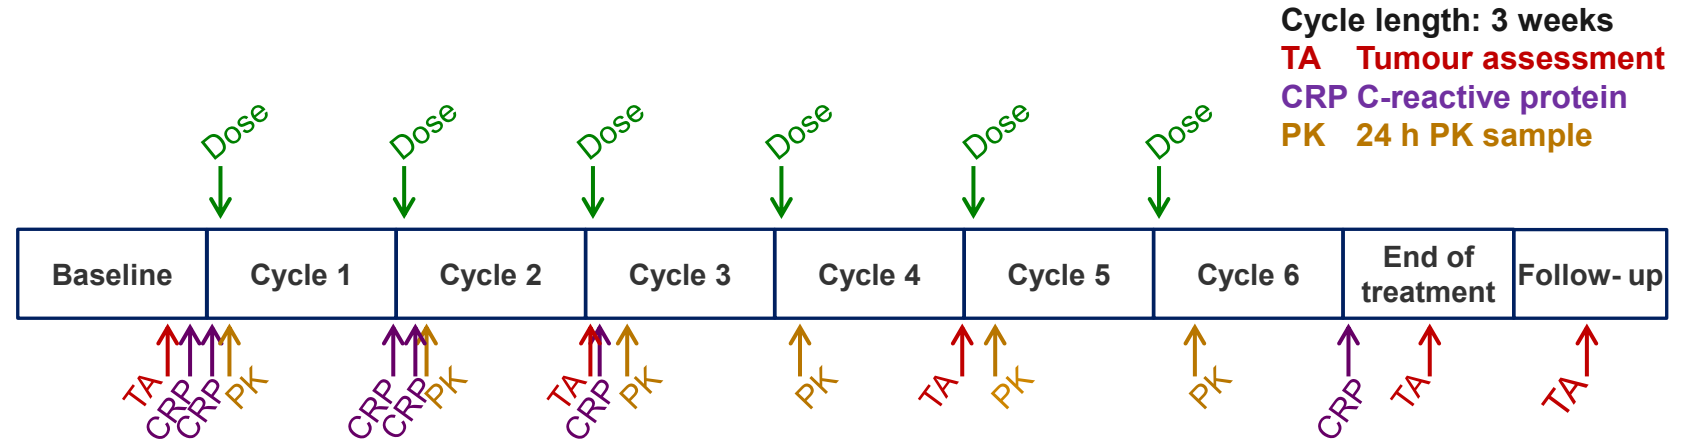 Cycle length: 3 weeks
TA Tumour assessment
CRP C-reactive protein
PK 24 h PK sample
Dose Dose Dose Dose Dose Dose
Baseline Cycle 1 Cycle 2 Cycle 3 Cycle 4 Cycle 5 Cycle 6 End of treatment Follow- up
TA CRP CRP PK CRP CRP PK TA CRP PK PK TA PK PK CRP TA TA